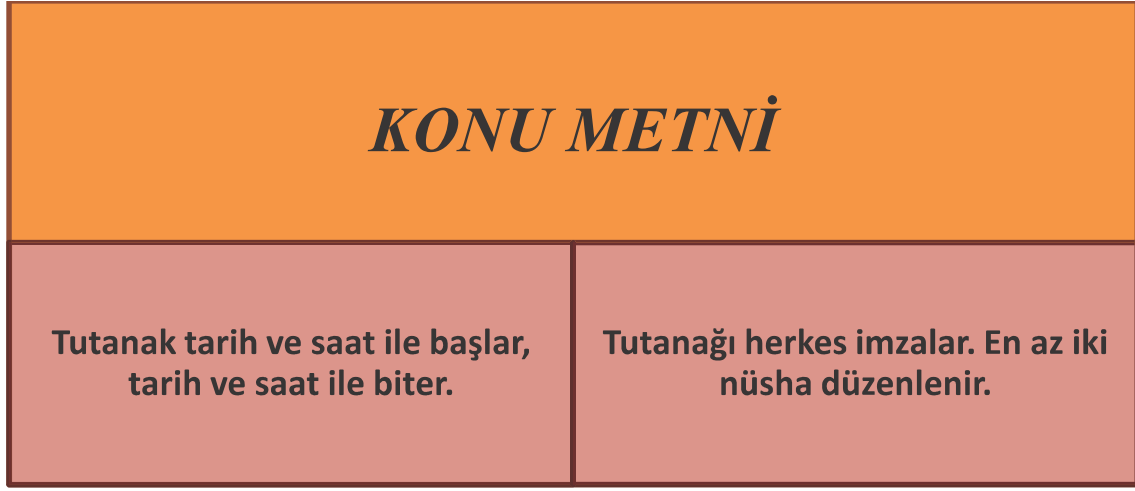 KONU METNİ
Tutanak tarih ve saat ile başlar,
tarih ve saat ile biter.
Tutanağı herkes imzalar. En az iki
nüsha düzenlenir.